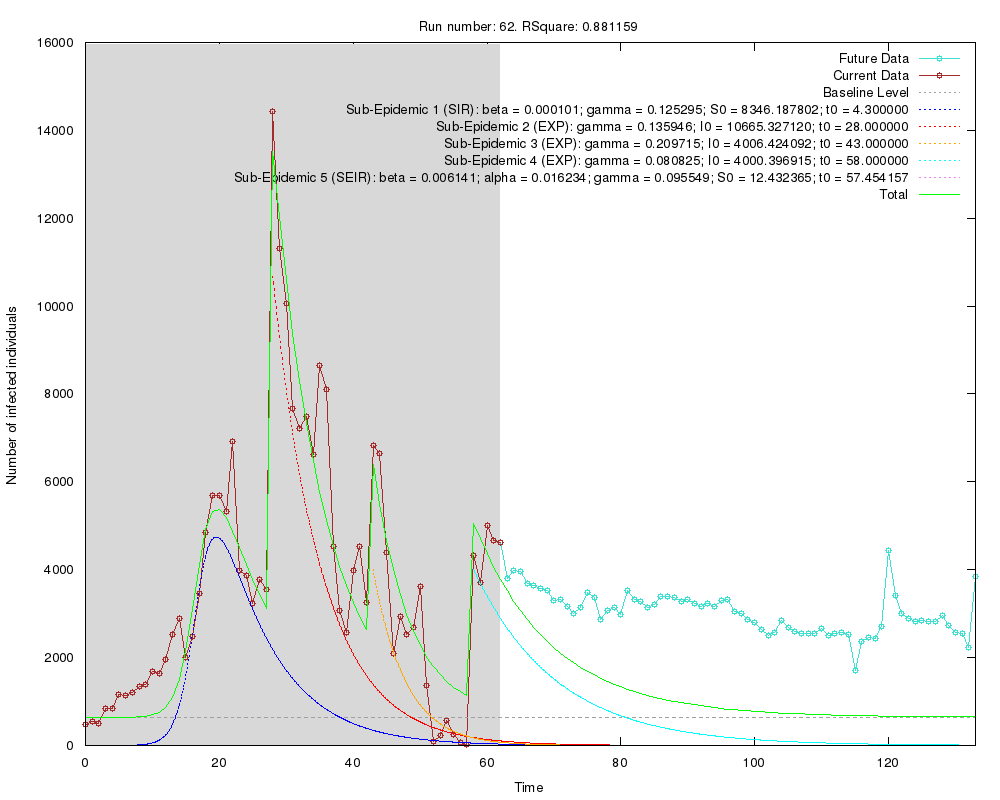 Run number: 62. RSquare: 0.881159
16000
14000
12000
10000
8000
6000
4000
2000
0
Number of infected individuals
Future Data
Current Data
Baseline Level
Sub-Epidemic 1 (SIR): beta = 0.000101; gamma = 0.125295; S0 = 8346.187802; t0 = 4.300000
Sub-Epidemic 2 (EXP): gamma = 0.135946; I0 = 10665.327120; t0 = 28.000000
Sub-Epidemic 3 (EXP): gamma = 0.209715; I0 = 4006.424092; t0 = 43.000000
Sub-Epidemic 4 (EXP): gamma = 0.080825; I0 = 4000.396915; t0 = 58.000000
Sub-Epidemic 5 (SEIR): beta = 0.006141; alpha = 0.016234; gamma = 0.095549; S0 = 12.432365; t0 = 57.454157
Total
0 20 40 60 80 100 120
Time